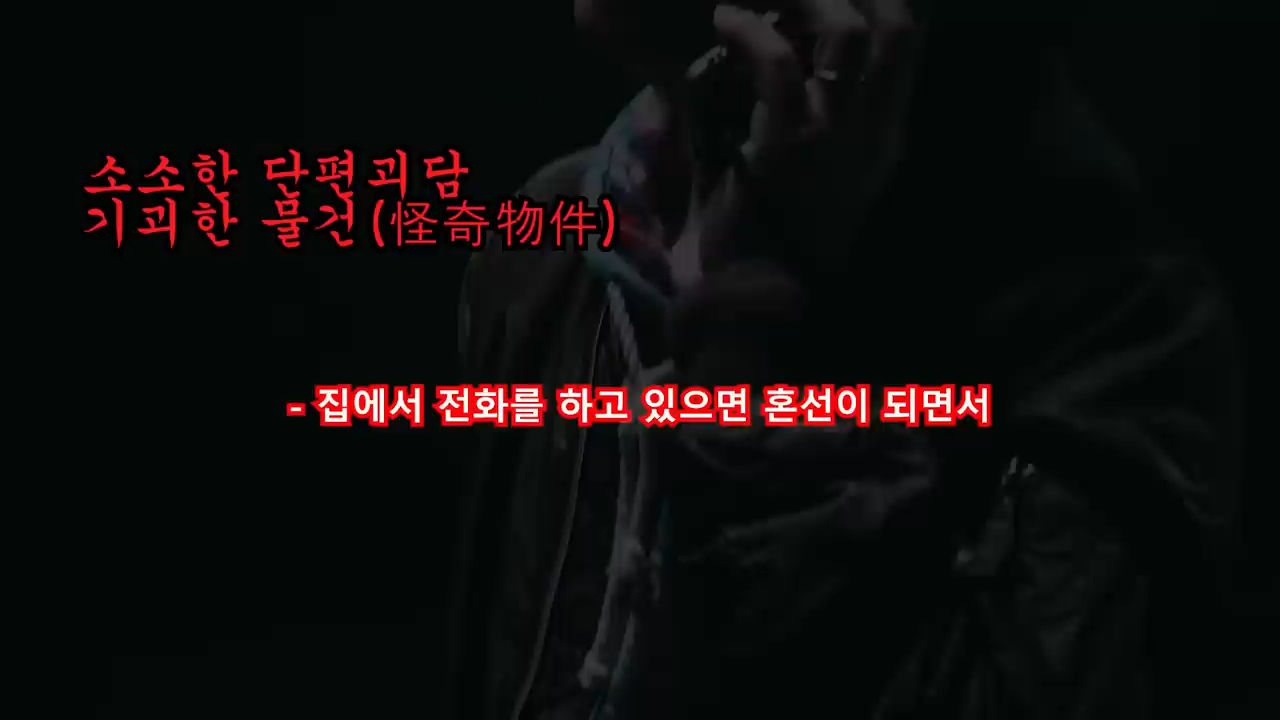 소소한 단편괴담
기괴한 물건(怪奇物件)
- 집에서 전화를 하고 있으면 혼선이 되면서